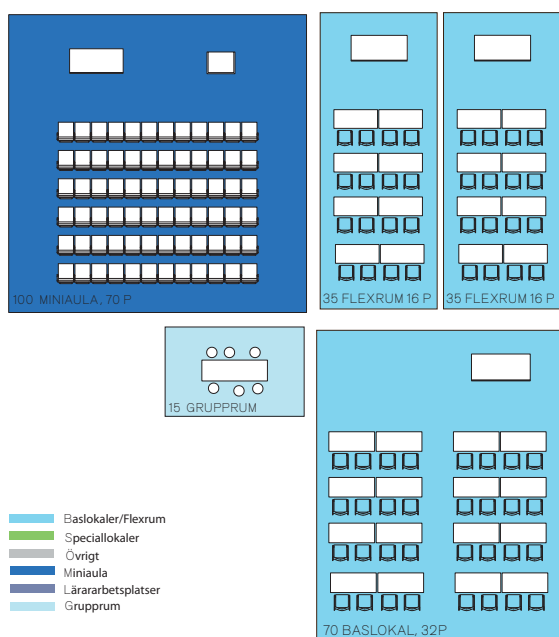 100 MINIAULA, 70 P
35 FLEXRUM 16 P
35 FLEXRUM 16 P
15 GRUPPRUM
Baslokaler/Flexrum
Speciallokaler
Övrigt
Miniaula
Lärararbetsplatser
Grupprum
70 BASLOKAL, 32P